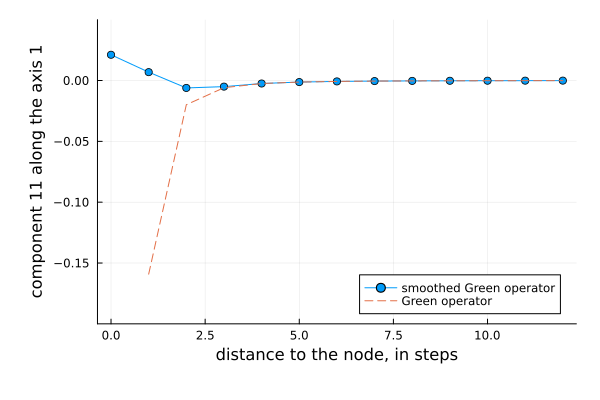 component 11 along the axis 1
0.00
−0.05
−0.10
−0.15
smoothed Green operator
Green operator
0.0 2.5 5.0 7.5 10.0
distance to the node, in steps